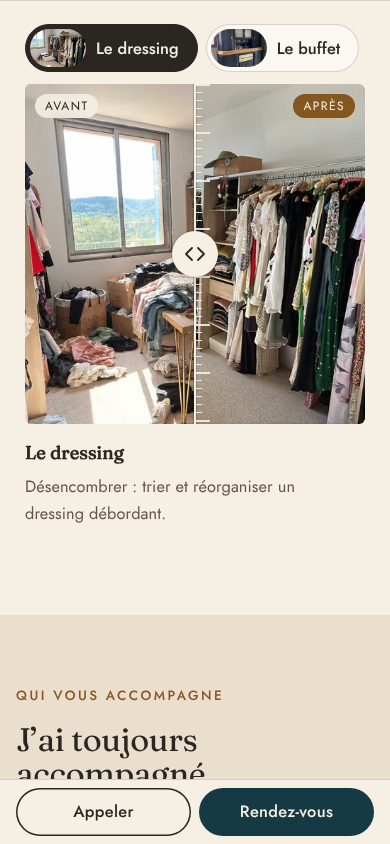 Le dressing
Le buffet
AVANT
APRÈS
Le dressing
Désencombrer : trier et réorganiser un
dressing débordant.
QUI VOUS ACCOMPAGNE
J’ai toujours
accompagné
Appeler
Rendez-vous